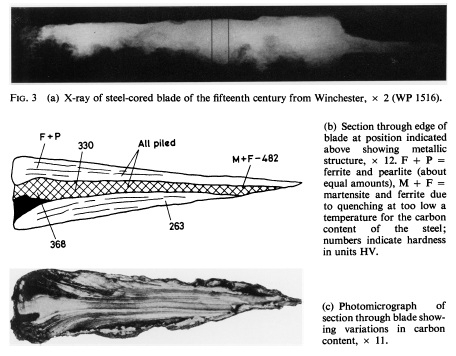 FIG. 3 (a) X-ray of steel-cored blade of the fifteenth century from Winchester, × 2 (WP 1516).
F + P
330
All piled
M+F-482
368
263
(b) Section through edge of
blade at position indicated
above showing metallic
structure, × 12. F + P =
ferrite and pearlite (about
equal amounts), M + F =
martensite and ferrite due
to quenching at too low a
temperature for the carbon
content of the steel;
numbers indicate hardness
in units HV.
(c) Photomicrograph of
section through blade show-
ing variations in carbon
content, × 11.